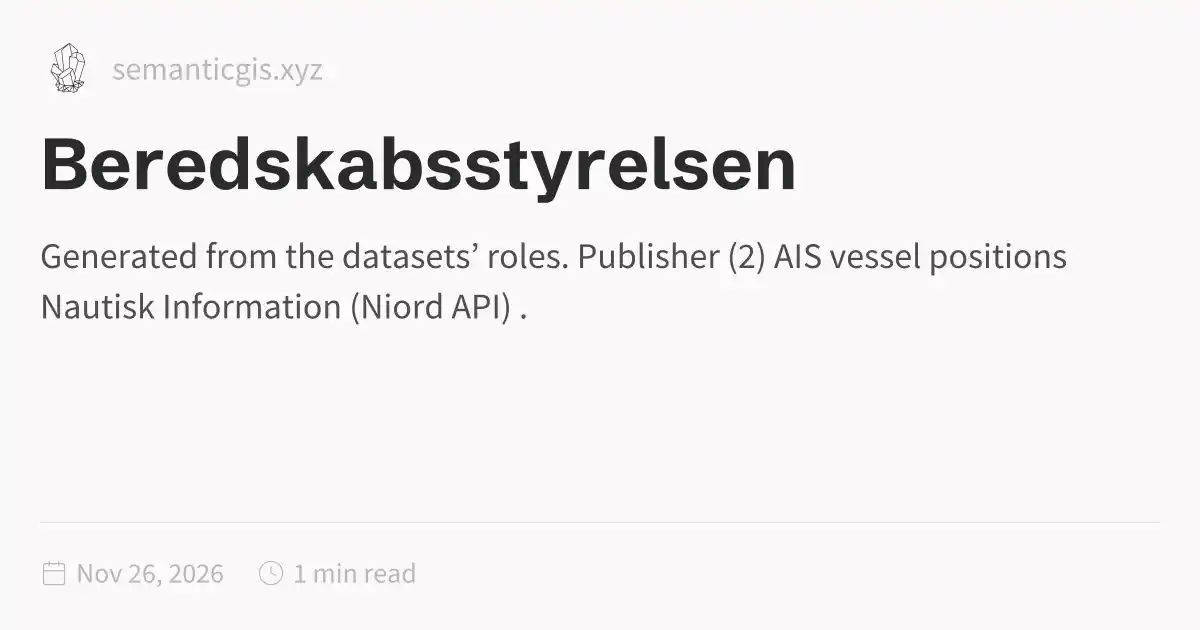 semanticgis.xyz
Beredskabsstyrelsen
Generated from the datasets’ roles. Publisher (2) AIS vessel positions
Nautisk Information (Niord API) .
Nov 26, 2026 1 min read